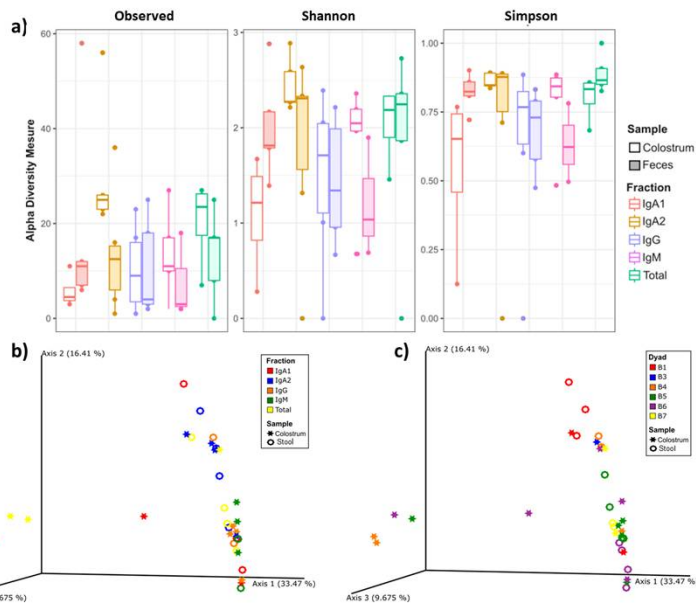 a)
Observed
Shannon
Simpson
Alpha Diversity Measure
60
40
20
0
3
2
1
0
1.00
0.75
0.50
0.25
0.00
Sample
Colostrum
Feces
Fraction
IgA1
IgA2
IgG
IgM
Total
b)
Axis 2 (16.41 %)
Fraction
IgA1
IgA2
IgG
IgM
Total
Sample
Colostrum
Stool
Axis 1 (33.47 %)
.675 %)
c)
Axis 2 (16.41 %)
Dyad
B1
B3
B4
B5
B6
B7
Sample
Colostrum
Stool
Axis 1 (33.47 %)
Axis 3 (9.675 %)